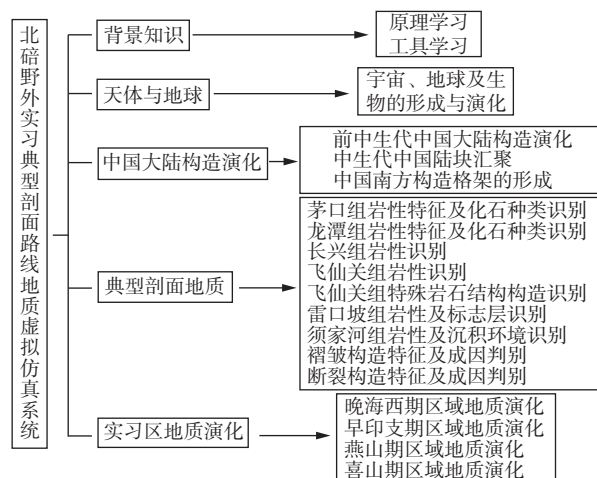 北碚野外实习典型剖面路线地质虚拟仿真系统
背景知识
原理学习
工具学习
天体与地球
宇宙、地球及生
物的形成与演化
中国大陆构造演化
前中生代中国大陆构造演化
中生代中国陆块汇聚
中国南方构造格架的形成
典型剖面地质
茅口组岩性特征及化石种类识别
龙潭组岩性特征及化石种类识别
长兴组岩性识别
飞仙关组岩性识别
飞仙关组特殊岩石结构构造识别
雷口坡组岩性及标志层识别
须家河组岩性及沉积环境识别
褶皱构造特征及成因判别
断裂构造特征及成因判别
实习区地质演化
晚海西期区域地质演化
早印支期区域地质演化
燕山期区域地质演化
喜山期区域地质演化